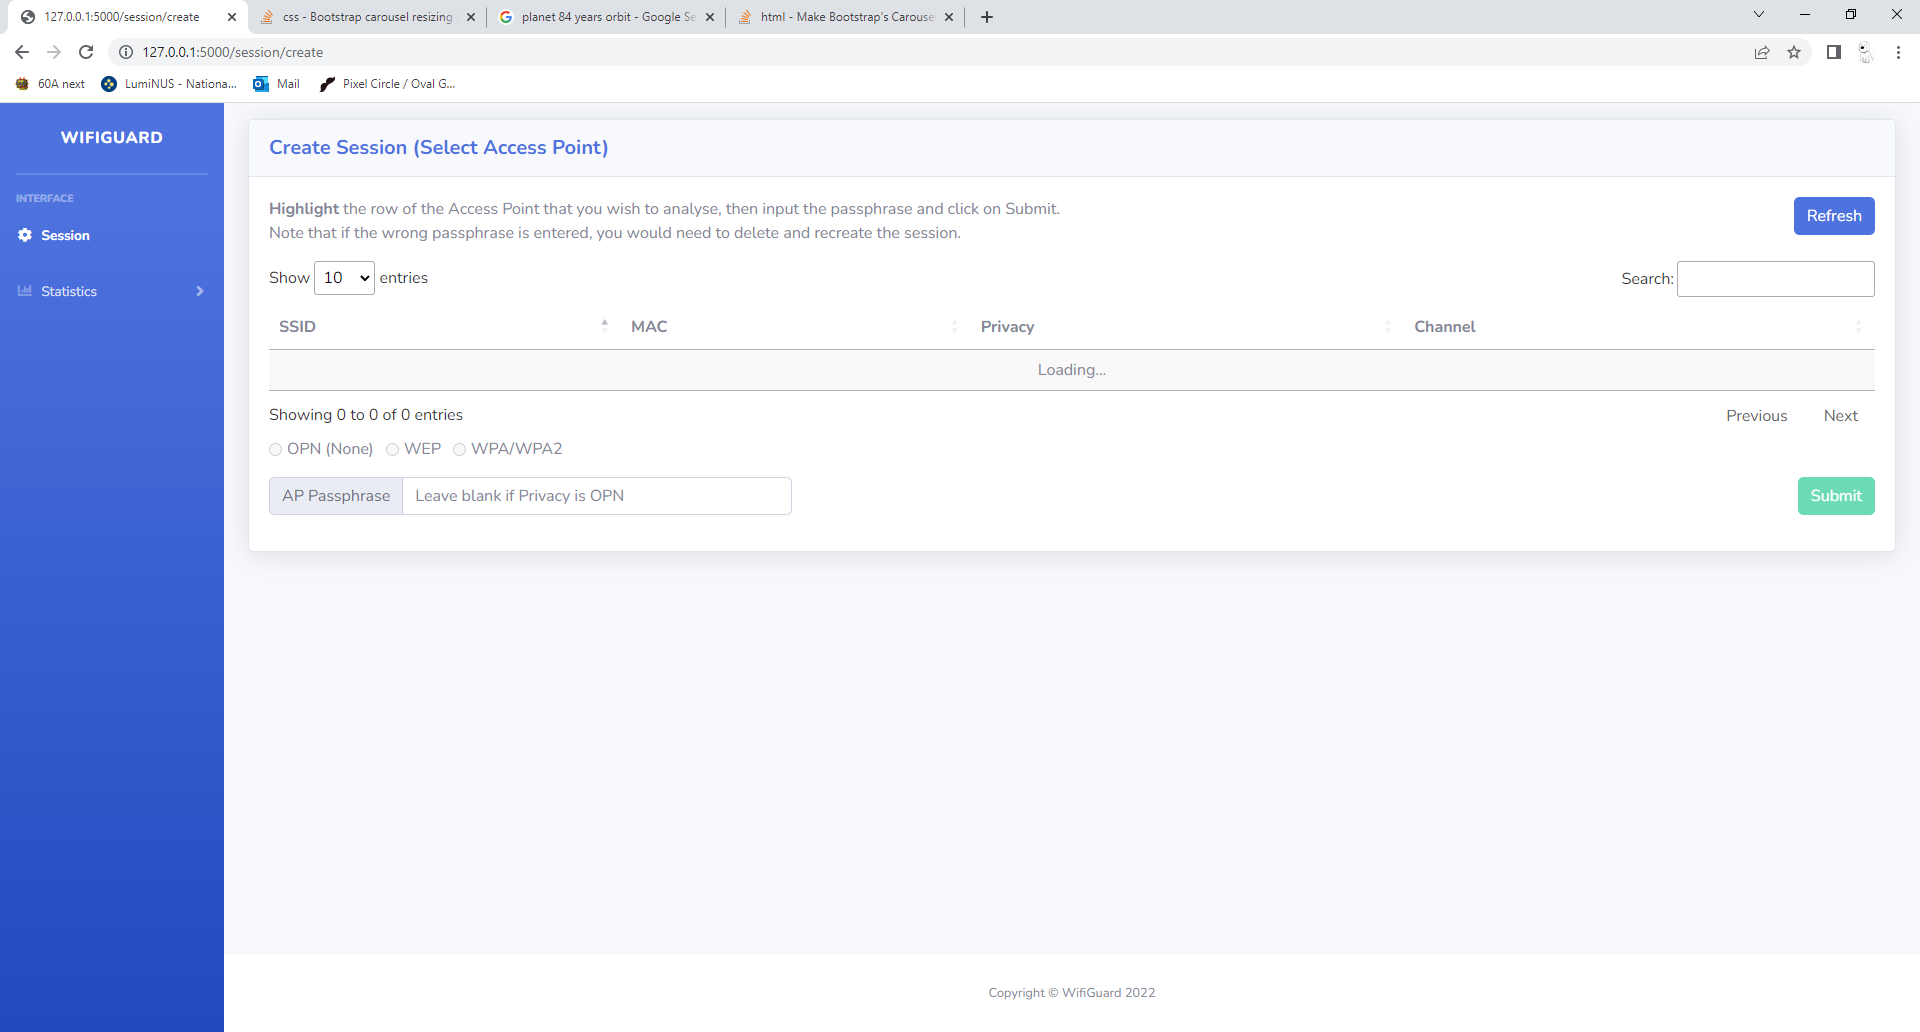 127.0.0.1:5000/session/create
css - Bootstrap carousel resizing
planet 84 years orbit - Google Se
html - Make Bootstrap's Carouse
127.0.0.1:5000/session/create
60A next
LumiNUS - Nationa...
Mail
Pixel Circle / Oval G...
WIFIGUARD
INTERFACE
Session
Statistics
Create Session (Select Access Point)
Highlight the row of the Access Point that you wish to analyse, then input the passphrase and click on Submit.
Note that if the wrong passphrase is entered, you would need to delete and recreate the session.
Refresh
Show 10 entries
Search:
SSID MAC Privacy Channel
Loading...
Showing 0 to 0 of 0 entries
Previous Next
OPN (None) WEP WPA/WPA2
AP Passphrase Leave blank if Privacy is OPN
Submit
Copyright © WifiGuard 2022